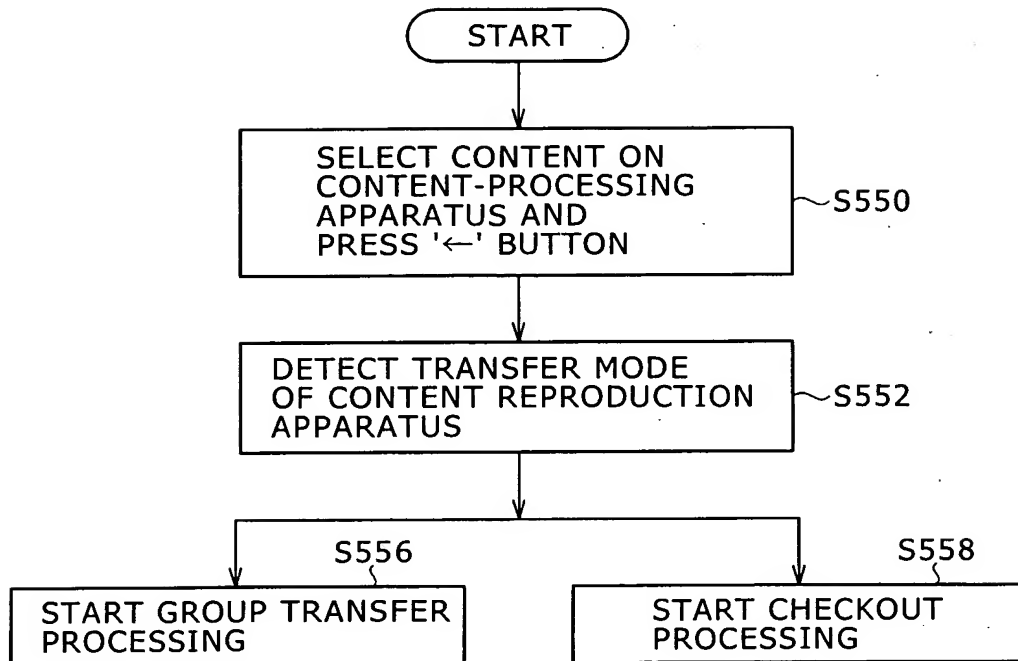 START
SELECT CONTENT ON
CONTENT-PROCESSING
APPARATUS AND
PRESS '←' BUTTON
S550
DETECT TRANSFER MODE
OF CONTENT REPRODUCTION
APPARATUS
S552
S556
START GROUP TRANSFER
PROCESSING
S558
START CHECKOUT
PROCESSING